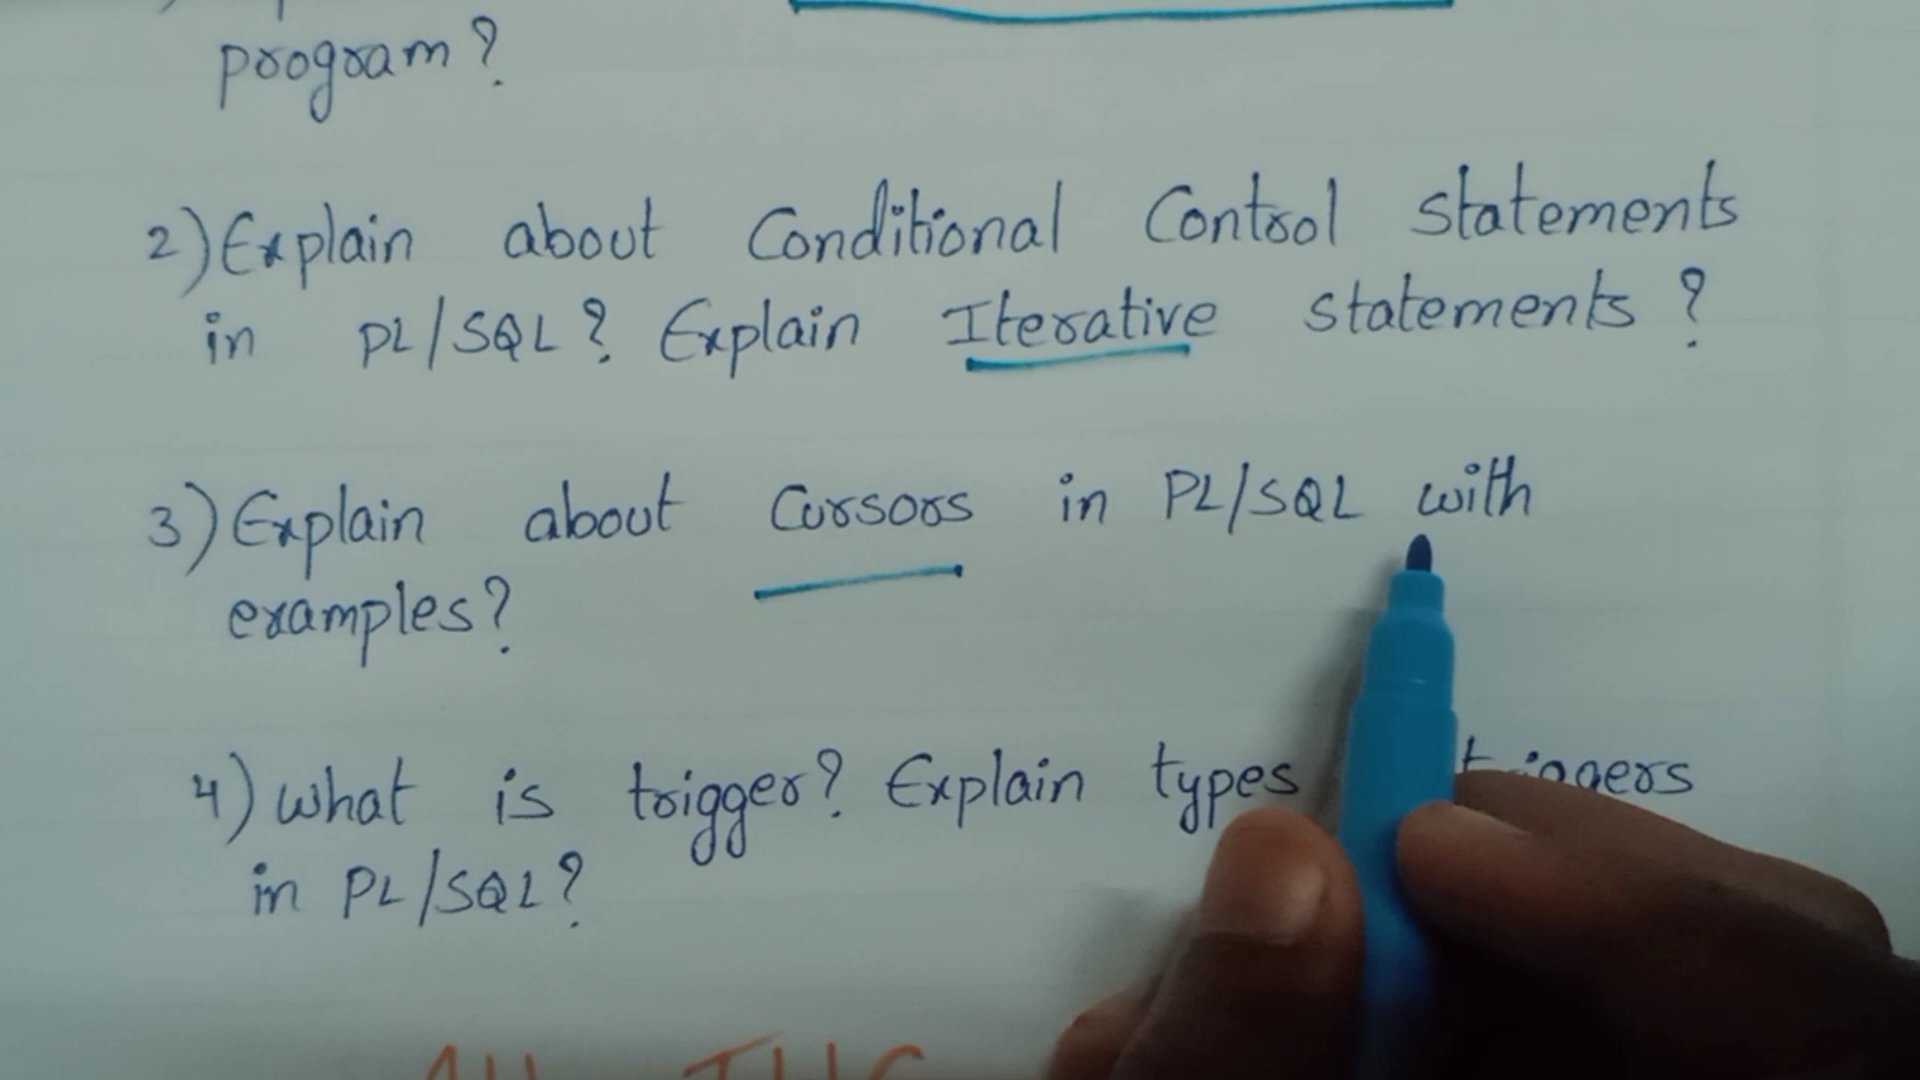 program?
2) Explain about Conditional Control statements
in PL/SQL? Explain Iterative statements?
3) Explain about Cursors in PL/SQL with
examples?
4) what is trigger? Explain types triggers
in PL/SQL?